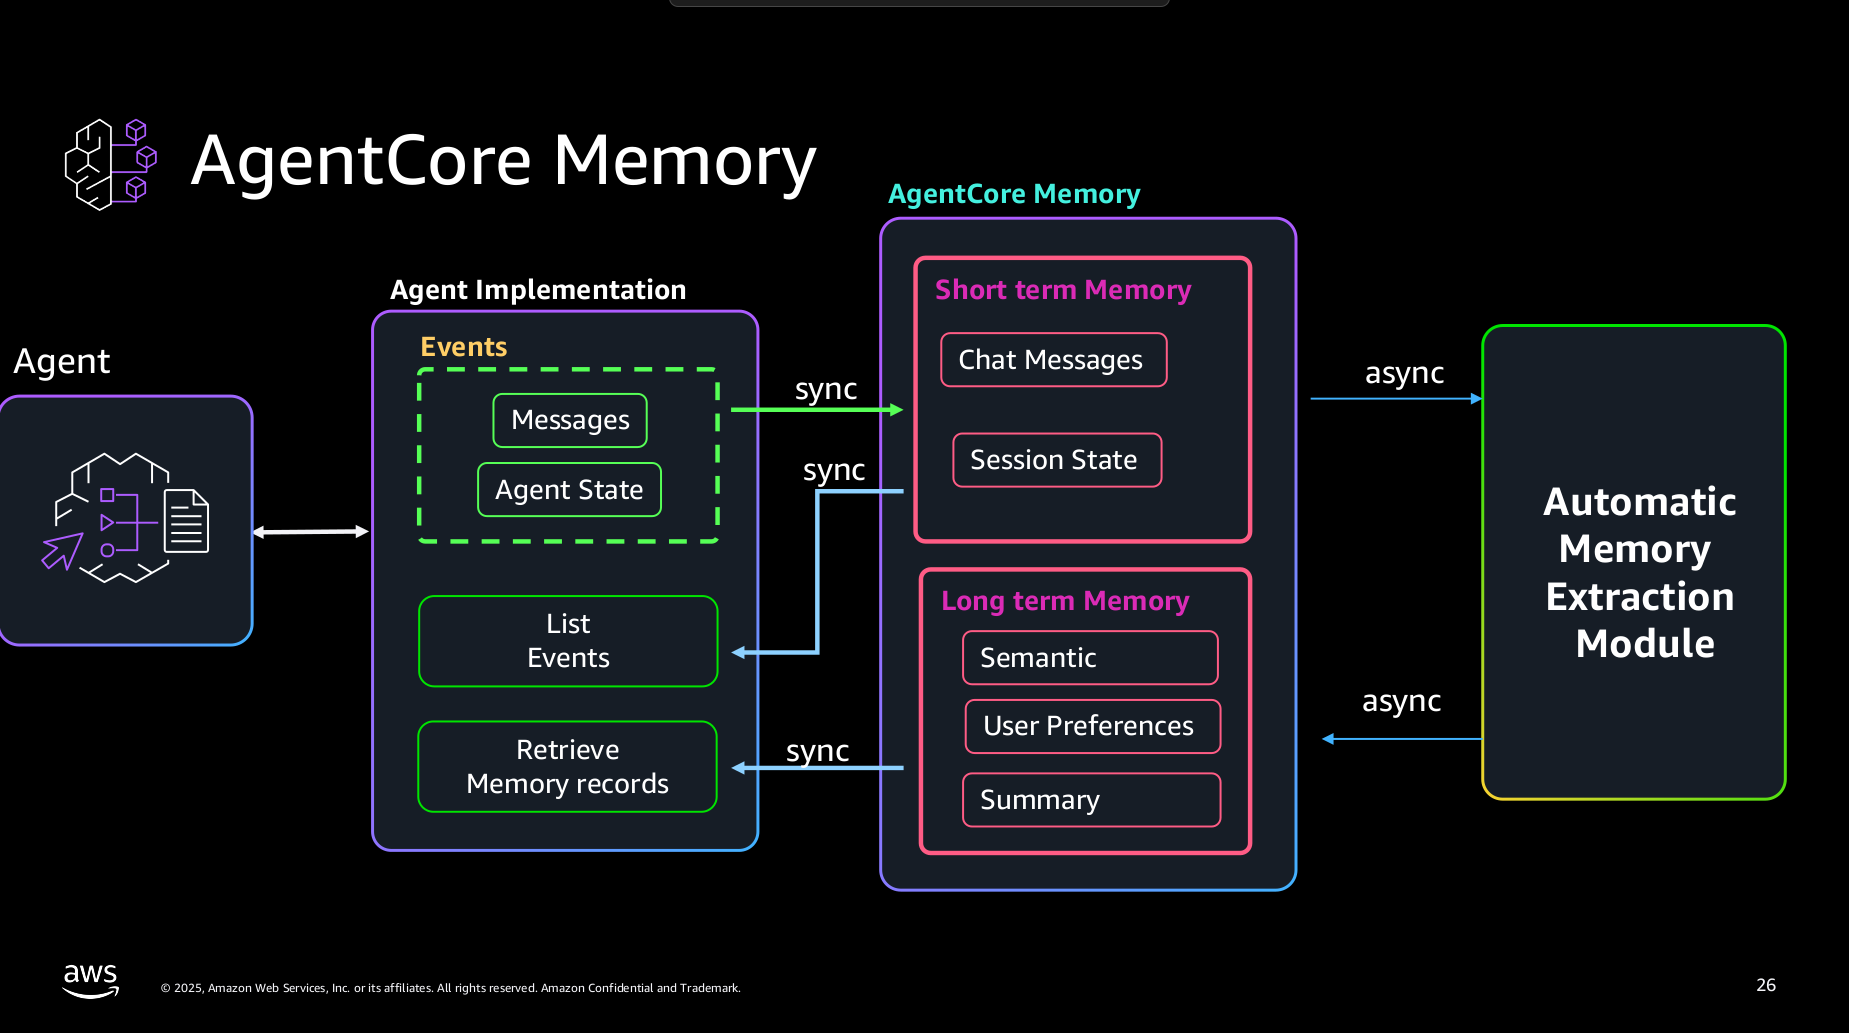 AgentCore Memory
AgentCore Memory
Agent Implementation
Agent
Events
Messages
Agent State
List
Events
Retrieve
Memory records
sync
sync
sync
Short term Memory
Chat Messages
Session State
Long term Memory
Semantic
User Preferences
Summary
async
async
Automatic
Memory
Extraction
Module
aws
© 2025, Amazon Web Services, Inc. or its affiliates. All rights reserved. Amazon Confidential and Trademark.
26